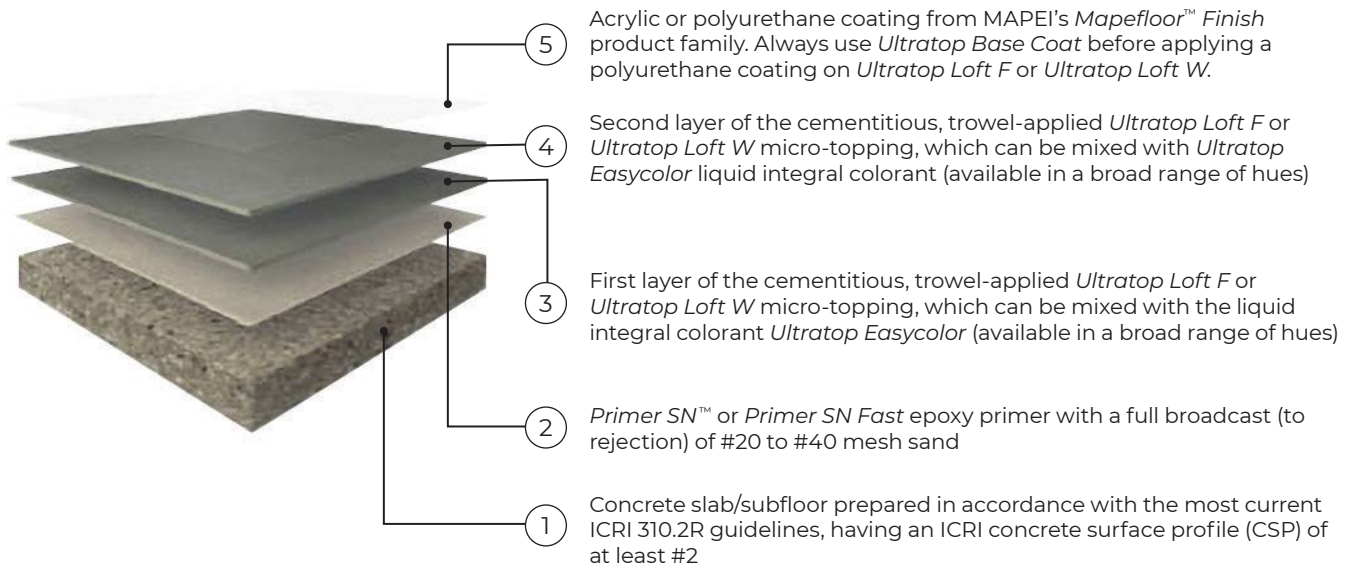 5
Acrylic or polyurethane coating from MAPEI's Mapefloor™ Finish
product family. Always use Ultratop Base Coat before applying a
polyurethane coating on Ultratop Loft F or Ultratop Loft W.
4
Second layer of the cementitious, trowel-applied Ultratop Loft F or
Ultratop Loft W micro-topping, which can be mixed with Ultratop
Easycolor liquid integral colorant (available in a broad range of hues)
3
First layer of the cementitious, trowel-applied Ultratop Loft F or
Ultratop Loft W micro-topping, which can be mixed with the liquid
integral colorant Ultratop Easycolor (available in a broad range of hues)
2
Primer SN™ or Primer SN Fast epoxy primer with a full broadcast (to
rejection) of #20 to #40 mesh sand
1
Concrete slab/subfloor prepared in accordance with the most current
ICRI 310.2R guidelines, having an ICRI concrete surface profile (CSP) of
at least #2